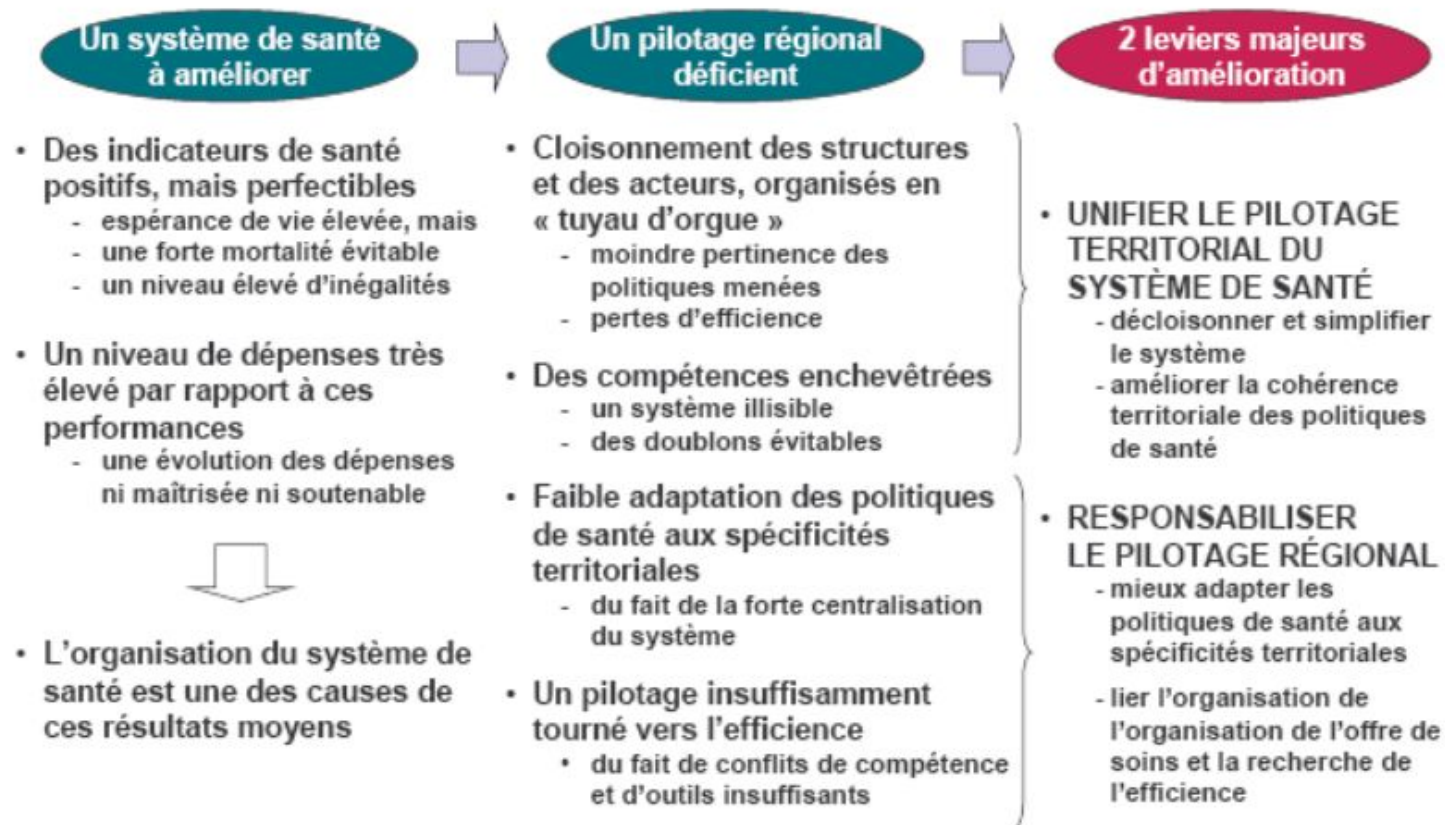 Un système de santé
à améliorer
Un pilotage régional
déficient
2 leviers majeurs
d'amélioration
• Des indicateurs de santé
positifs, mais perfectibles
- espérance de vie élevée, mais
- une forte mortalité évitable
- un niveau élevé d'inégalités
• Un niveau de dépenses très
élevé par rapport à ces
performances
- une évolution des dépenses
ni maîtrisée ni soutenable
• L'organisation du système de
santé est une des causes de
ces résultats moyens
• Cloisonnement des structures
et des acteurs, organisés en
« tuyau d'orgue »
- moindre pertinence des
politiques menées
- pertes d'efficience
• Des compétences enchevêtrées
- un système illisible
- des doublons évitables
• Faible adaptation des politiques
de santé aux spécificités
territoriales
- du fait de la forte centralisation
du système
• Un pilotage insuffisamment
tourné vers l'efficience
• du fait de conflits de compétence
et d'outils insuffisants
• UNIFIER LE PILOTAGE
TERRITORIAL DU
SYSTÈME DE SANTÉ
- décloisonner et simplifier
le système
- améliorer la cohérence
territoriale des politiques
de santé
• RESPONSABILISER
LE PILOTAGE RÉGIONAL
- mieux adapter les
politiques de santé aux
spécificités territoriales
- lier l'organisation de
l'organisation de l'offre de
soins et la recherche de
l'efficience